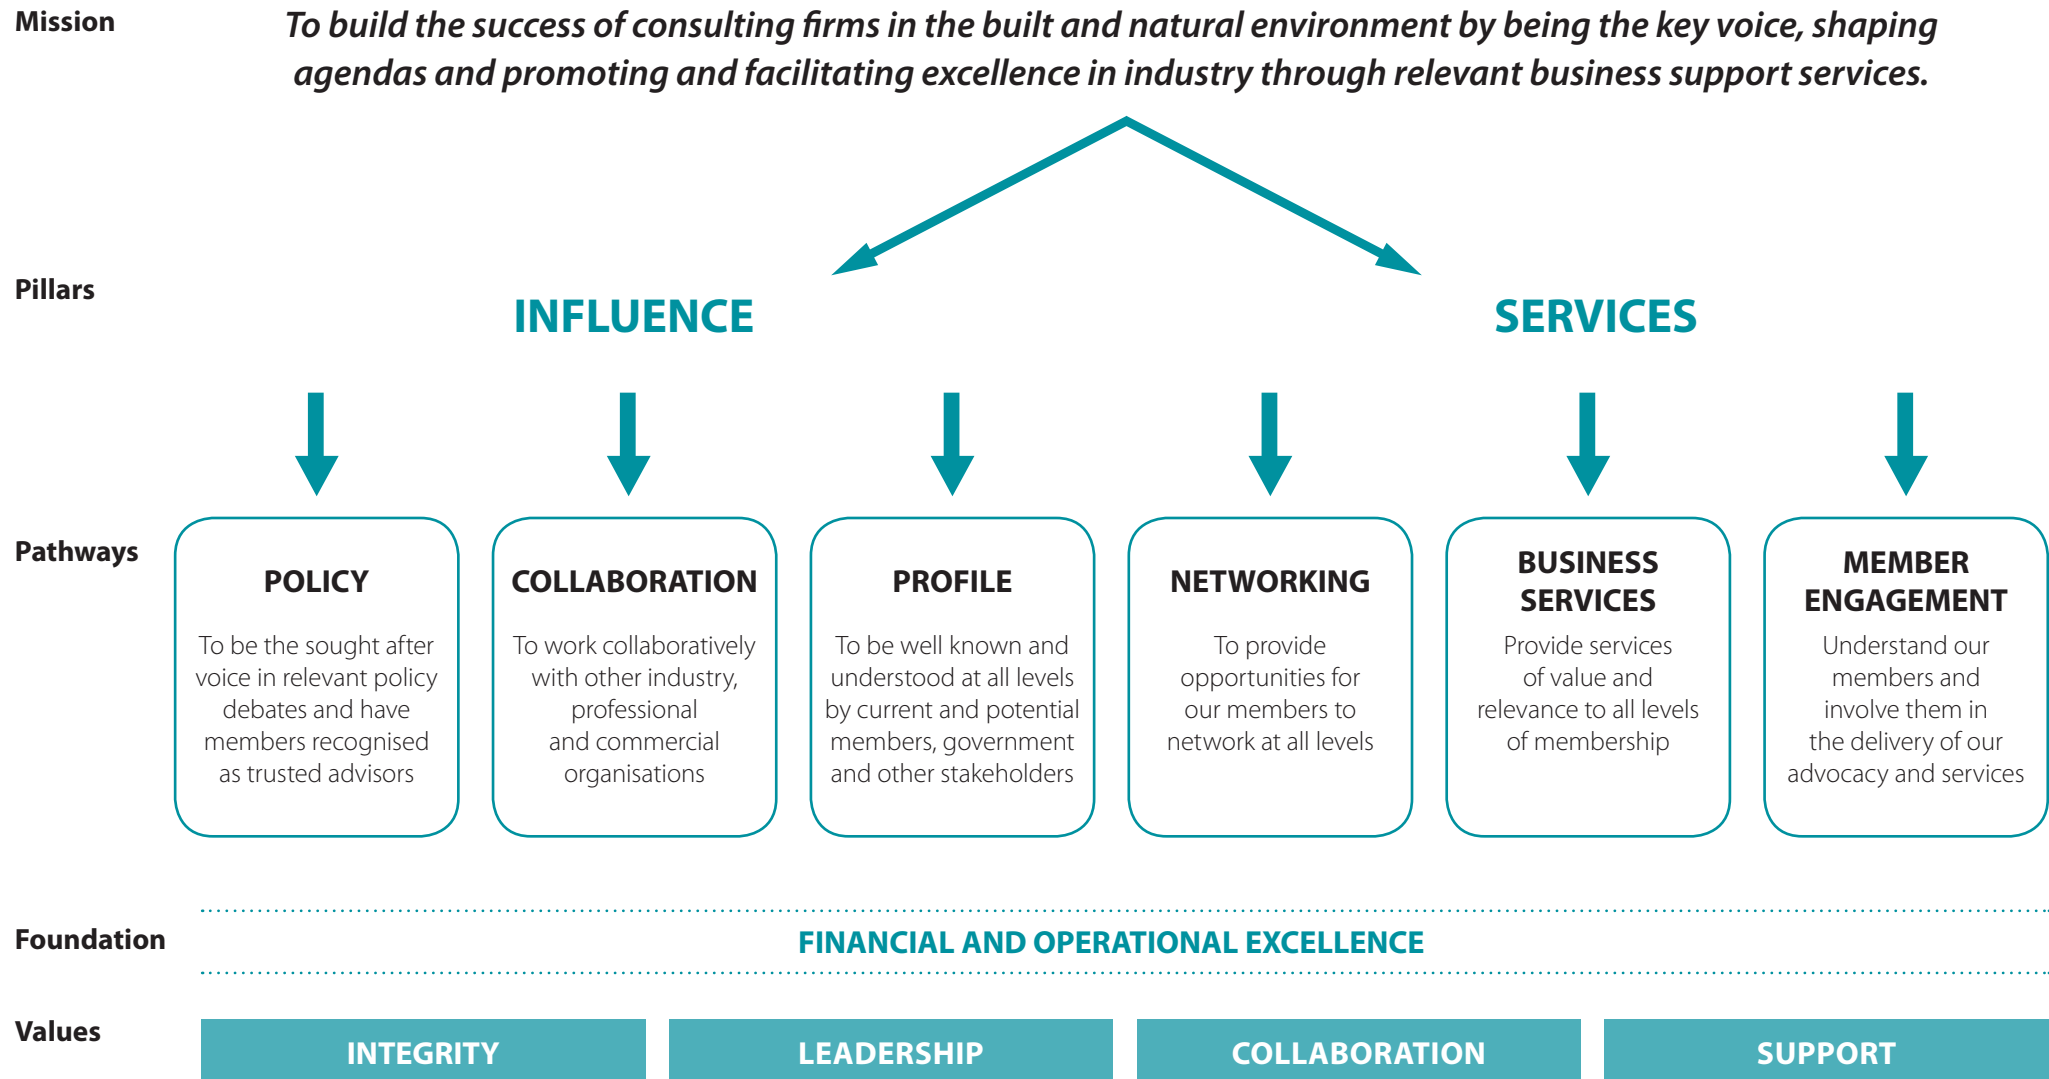 Mission
To build the success of consulting firms in the built and natural environment by being the key voice, shaping
agendas and promoting and facilitating excellence in industry through relevant business support services.
Pillars
INFLUENCE
SERVICES
Pathways
POLICY
To be the sought after
voice in relevant policy
debates and have
members recognised
as trusted advisors
COLLABORATION
To work collaboratively
with other industry,
professional
and commercial
organisations
PROFILE
To be well known and
understood at all levels
by current and potential
members, government
and other stakeholders
NETWORKING
To provide
opportunities for
our members to
network at all levels
BUSINESS
SERVICES
Provide services
of value and
relevance to all levels
of membership
MEMBER
ENGAGEMENT
Understand our
members and
involve them in
the delivery of our
advocacy and services
Foundation
FINANCIAL AND OPERATIONAL EXCELLENCE
Values
INTEGRITY
LEADERSHIP
COLLABORATION
SUPPORT